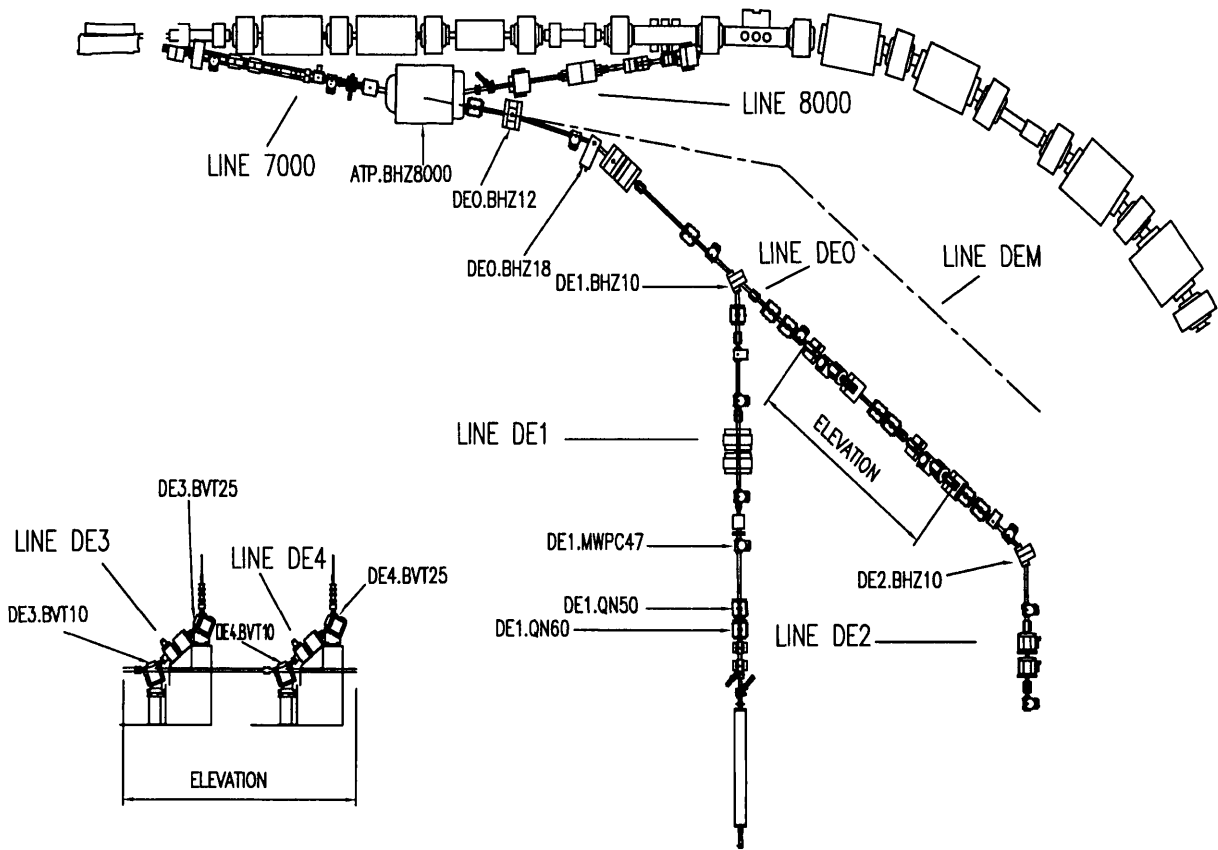 LINE 7000
LINE 8000
ATP.BHZ8000
DE0.BHZ12
DE0.BHZ18
DE1.BHZ10
LINE DE0
LINE DEM
LINE DE1
ELEVATION
DE3.BVT25
LINE DE3
LINE DE4
DE4.BVT25
DE3.BVT10
DE4.BVT10
DE1.MWPC47
DE2.BHZ10
DE1.QN50
DE1.QN60
LINE DE2
ELEVATION